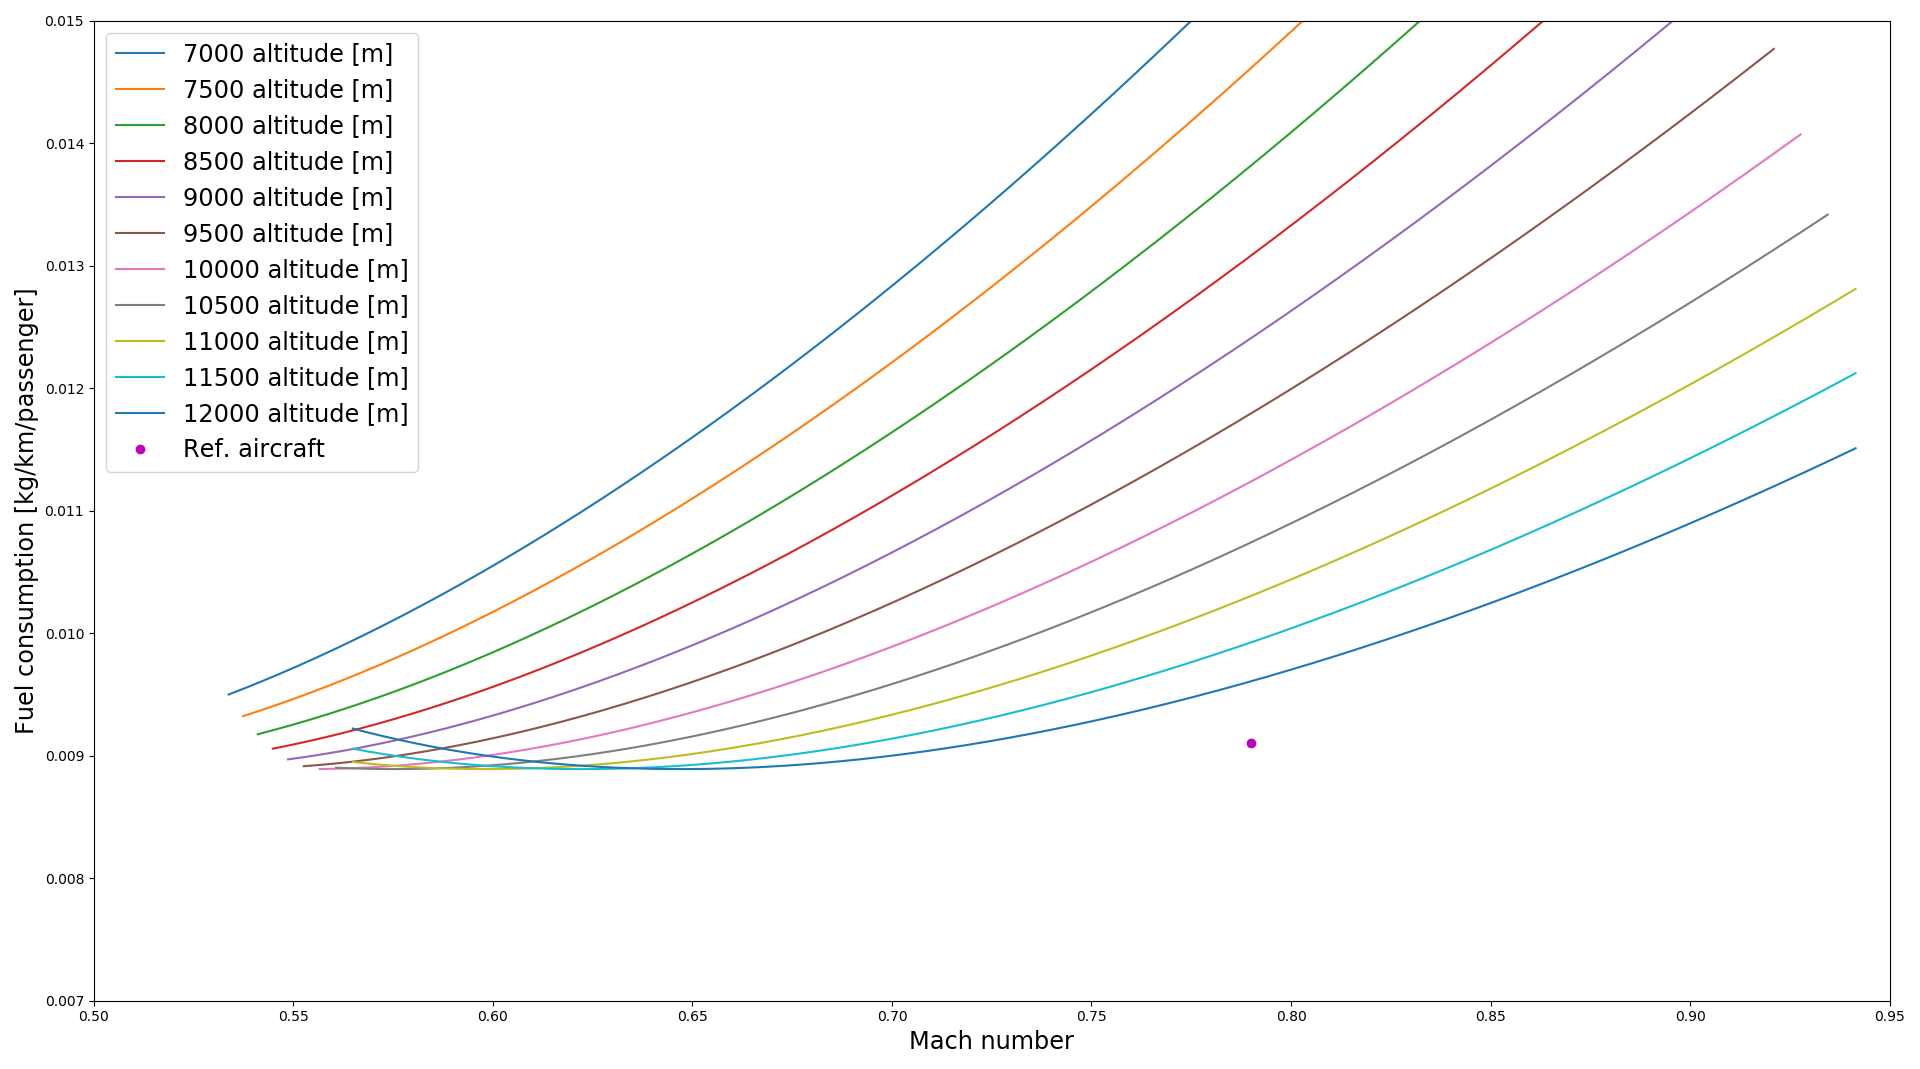 0.015
0.014
0.013
0.012
0.011
0.010
0.009
0.008
0.007
Fuel consumption [kg/km/passenger]
7000 altitude [m]
7500 altitude [m]
8000 altitude [m]
8500 altitude [m]
9000 altitude [m]
9500 altitude [m]
10000 altitude [m]
10500 altitude [m]
11000 altitude [m]
11500 altitude [m]
12000 altitude [m]
Ref. aircraft
0.50 0.55 0.60 0.65 0.70 0.75 0.80 0.85 0.90 0.95
Mach number